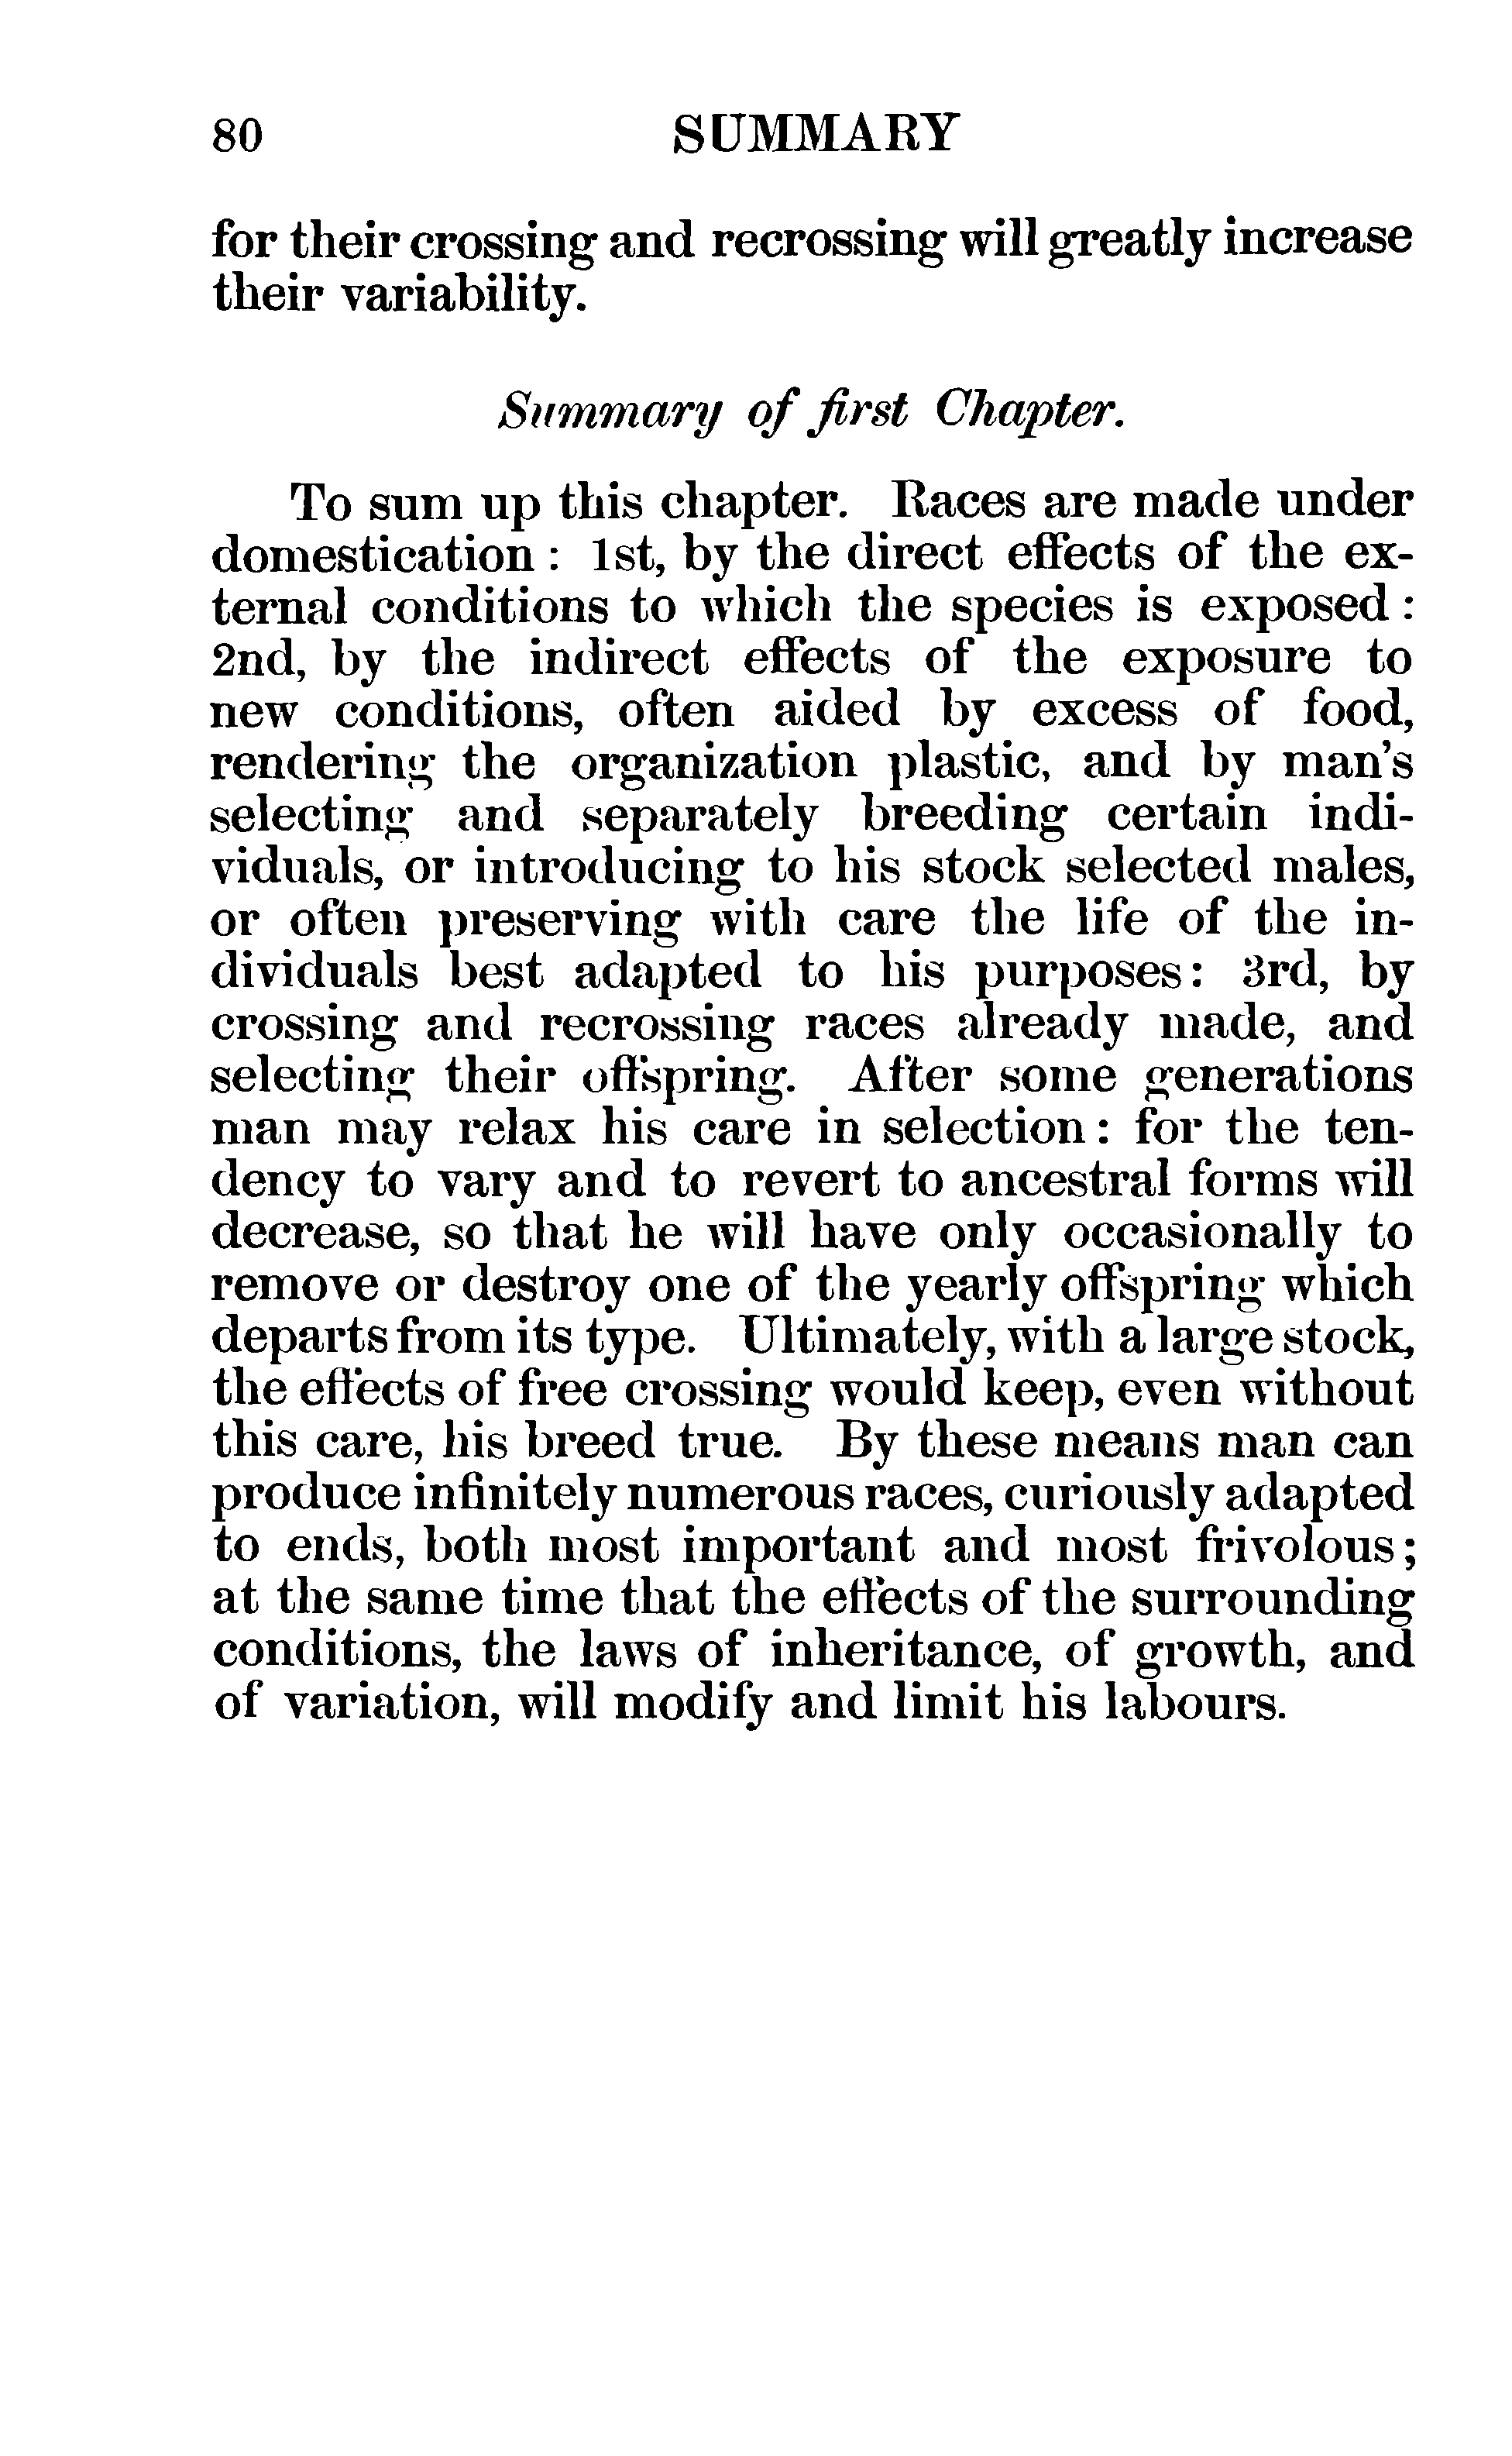 80 SUMMARY
for their crossing and recrossing will greatly increase
their variability.
Summary of first Chapter.
To sum up this chapter. Races are made under
domestication : 1st, by the direct effects of the ex-
ternal conditions to which the species is exposed :
2nd, by the indirect effects of the exposure to
new conditions, often aided by excess of food,
rendering the organization plastic, and by man's
selecting and separately breeding certain indi-
viduals, or introducing to his stock selected males,
or often preserving with care the life of the in-
dividuals best adapted to his purposes: 3rd, by
crossing and recrossing races already made, and
selecting their offspring. After some generations
man may relax his care in selection : for the ten-
dency to vary and to revert to ancestral forms will
decrease, so that he will have only occasionally to
remove or destroy one of the yearly offspring which
departs from its type. Ultimately, with a large stock,
the effects of free crossing would keep, even without
this care, his breed true. By these means man can
produce infinitely numerous races, curiously adapted
to ends, both most important and most frivolous;
at the same time that the effects of the surrounding
conditions, the laws of inheritance, of growth, and
of variation, will modify and limit his labours.